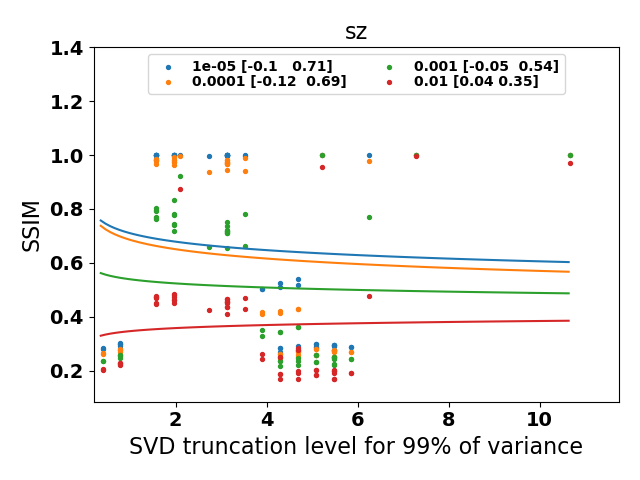 sz
1.4
1e-05 [-0.1   0.71]
0.001 [-0.05  0.54]
0.0001 [-0.12  0.69]
0.01 [0.04 0.35]
1.2
1.0
0.8
SSIM
0.6
0.4
0.2
2 4 6 8 10
SVD truncation level for 99% of variance